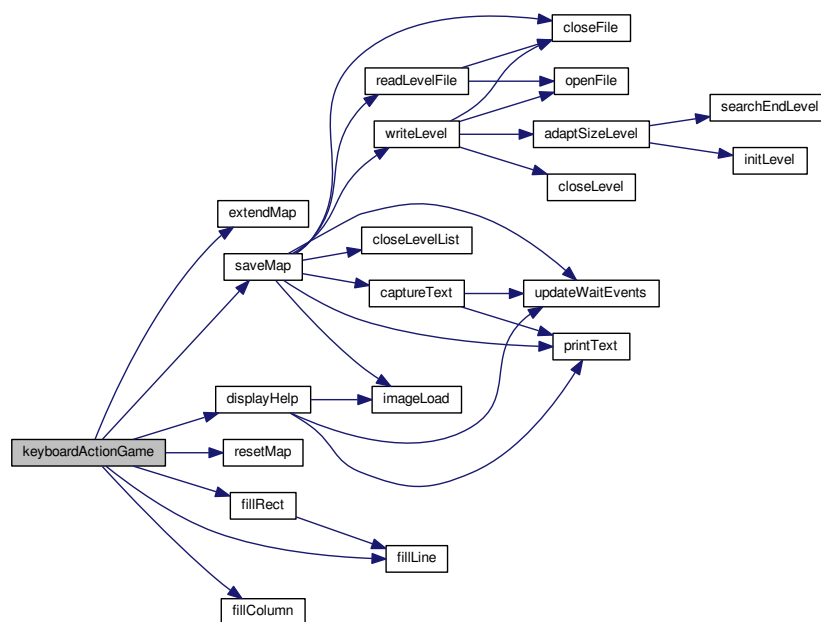 closeFile
readLevelFile
openFile
searchEndLevel
writeLevel
adaptSizeLevel
initLevel
closeLevel
extendMap
closeLevelList
saveMap
captureText
updateWaitEvents
printText
displayHelp
imageLoad
keyboardActionGame
resetMap
fillRect
fillLine
fillColumn